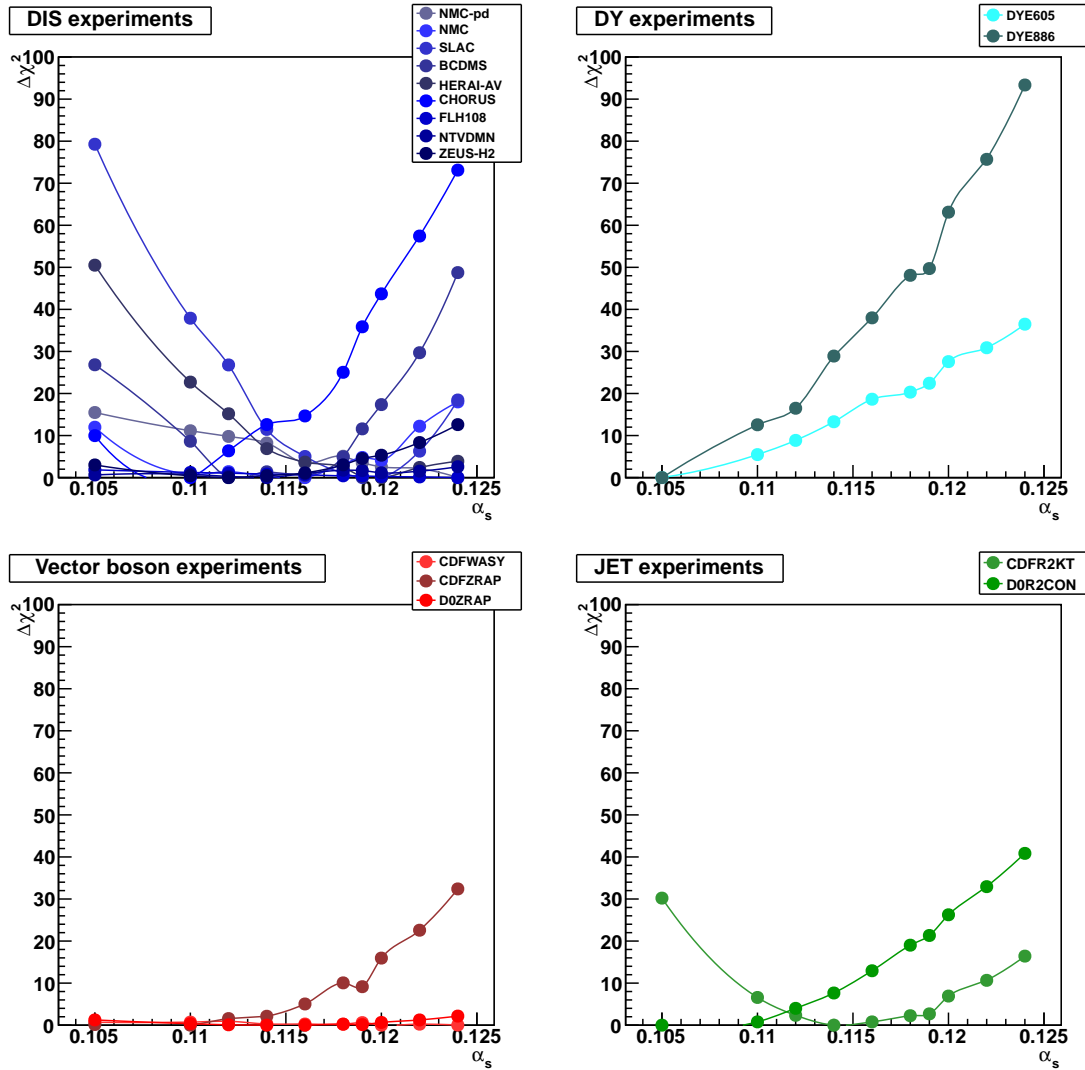 DIS experiments
NMC-pd
NMC
SLAC
BCDMS
HERAI-AV
CHORUS
FLH108
NTVDMN
ZEUS-H2
Δχ²
100
90
80
70
60
50
40
30
20
10
0
0.105 0.11 0.115 0.12 0.125
αs
DY experiments
DYE605
DYE886
Δχ²
100
90
80
70
60
50
40
30
20
10
0
0.105 0.11 0.115 0.12 0.125
αs
Vector boson experiments
CDFWASY
CDFZRAP
D0ZRAP
Δχ²
100
90
80
70
60
50
40
30
20
10
0
0.105 0.11 0.115 0.12 0.125
αs
JET experiments
CDFR2KT
D0R2CON
Δχ²
100
90
80
70
60
50
40
30
20
10
0
0.105 0.11 0.115 0.12 0.125
αs